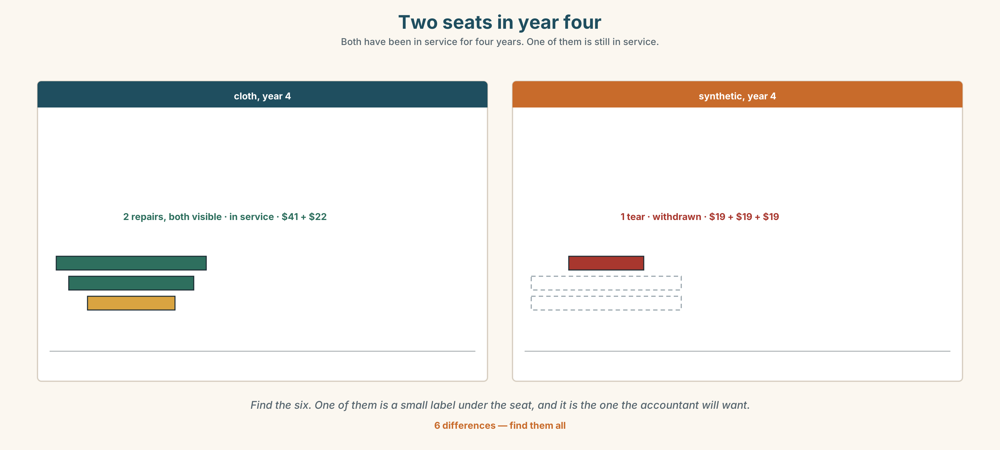 Two seats in year four
Both have been in service for four years. One of them is still in service.
cloth, year 4
2 repairs, both visible · in service · $41 + $22
synthetic, year 4
1 tear · withdrawn · $19 + $19 + $19
Find the six. One of them is a small label under the seat, and it is the one the accountant will want.
6 differences — find them all